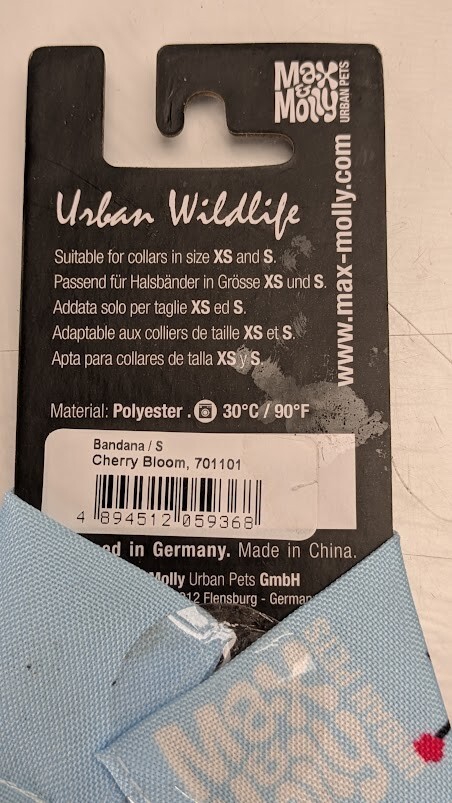 Max
&
Molly
URBAN PETS
www.max-molly.com
Urban Wildlife
Suitable for collars in size XS and S.
Passend für Halsbänder in Grösse XS und S.
Addata solo per taglie XS ed S.
Adaptable aux colliers de taille XS et S.
Apta para collares de talla XS y S.
Material: Polyester . 30°C / 90°F
Bandana / S
Cherry Bloom, 701101
4 894512 059368
in Germany. Made in China.
Molly Urban Pets GmbH
Flensburg -
Max
&
Molly